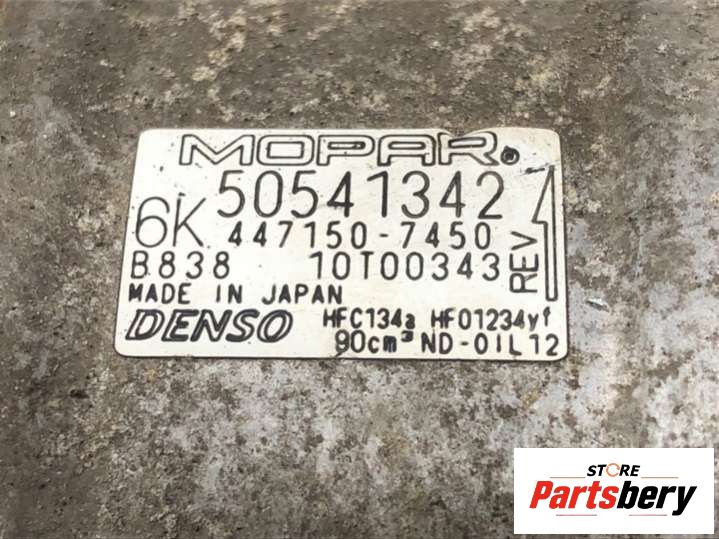 MOPAR.
6K 50541342
447150-7450
B838 10T00343
REV 1
MADE IN JAPAN
DENSO HFC134a HFO1234yf
90cm³ ND-OIL12
STORE
Partsbery